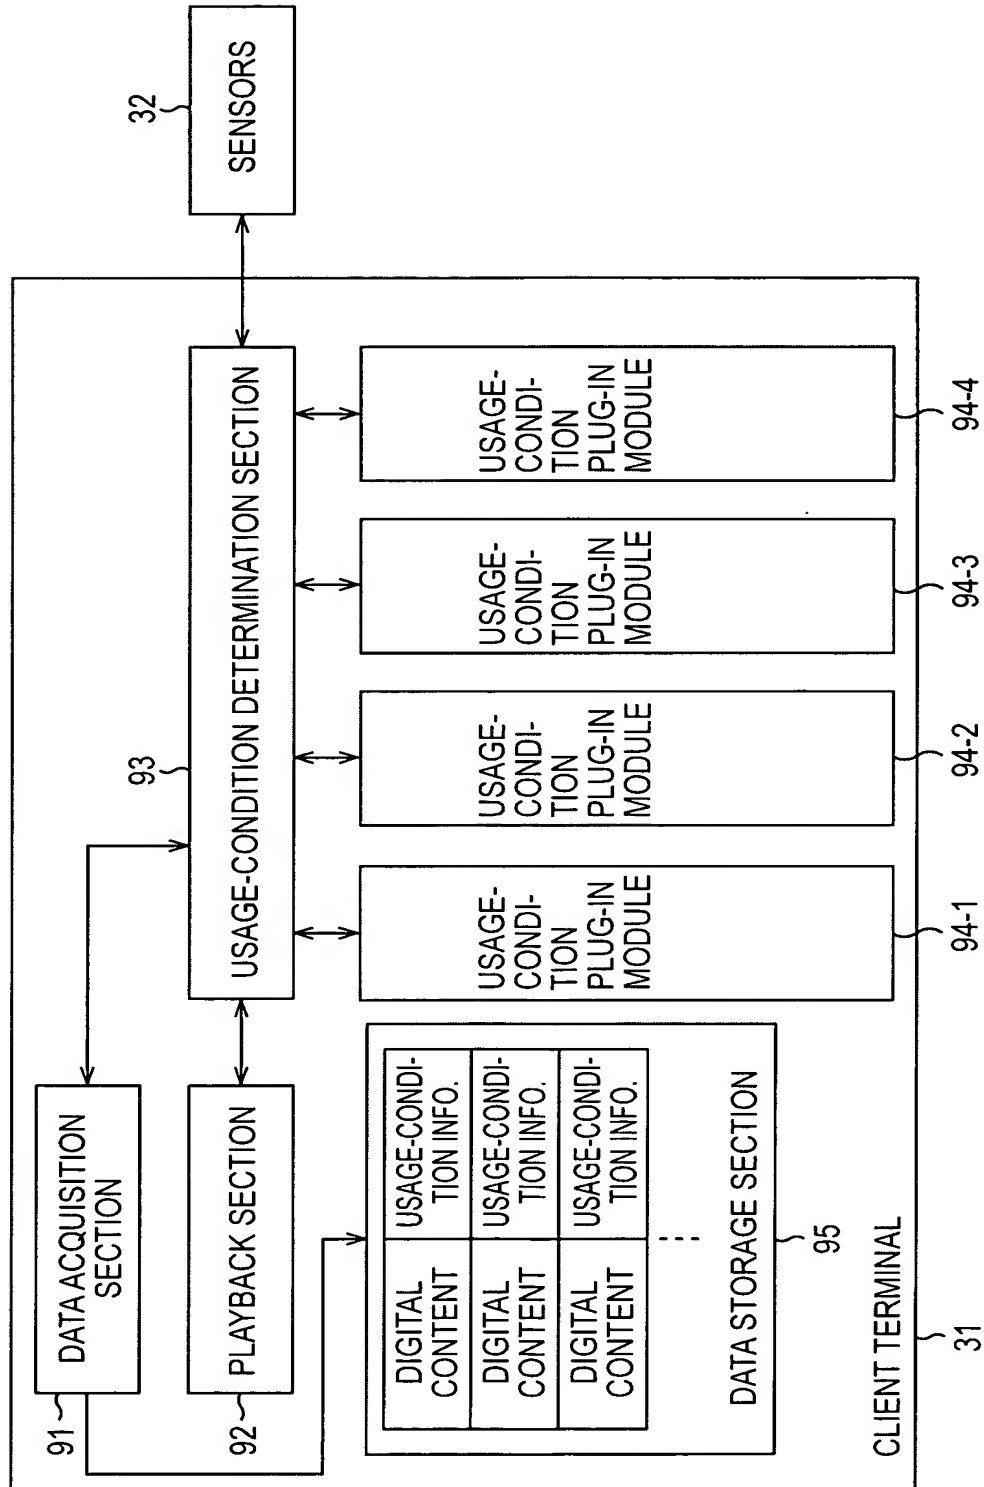 32
SENSORS
93
USAGE-CONDITION DETERMINATION SECTION
91
DATA ACQUISITION
SECTION
92
PLAYBACK SECTION
USAGE-
CONDI-
TION
PLUG-IN
MODULE
94-1
USAGE-
CONDI-
TION
PLUG-IN
MODULE
94-2
USAGE-
CONDI-
TION
PLUG-IN
MODULE
94-3
USAGE-
CONDI-
TION
PLUG-IN
MODULE
94-4
DIGITAL
CONTENT
USAGE-CONDI-
TION INFO.
DIGITAL
CONTENT
USAGE-CONDI-
TION INFO.
DIGITAL
CONTENT
USAGE-CONDI-
TION INFO.
DATA STORAGE SECTION
95
CLIENT TERMINAL
31